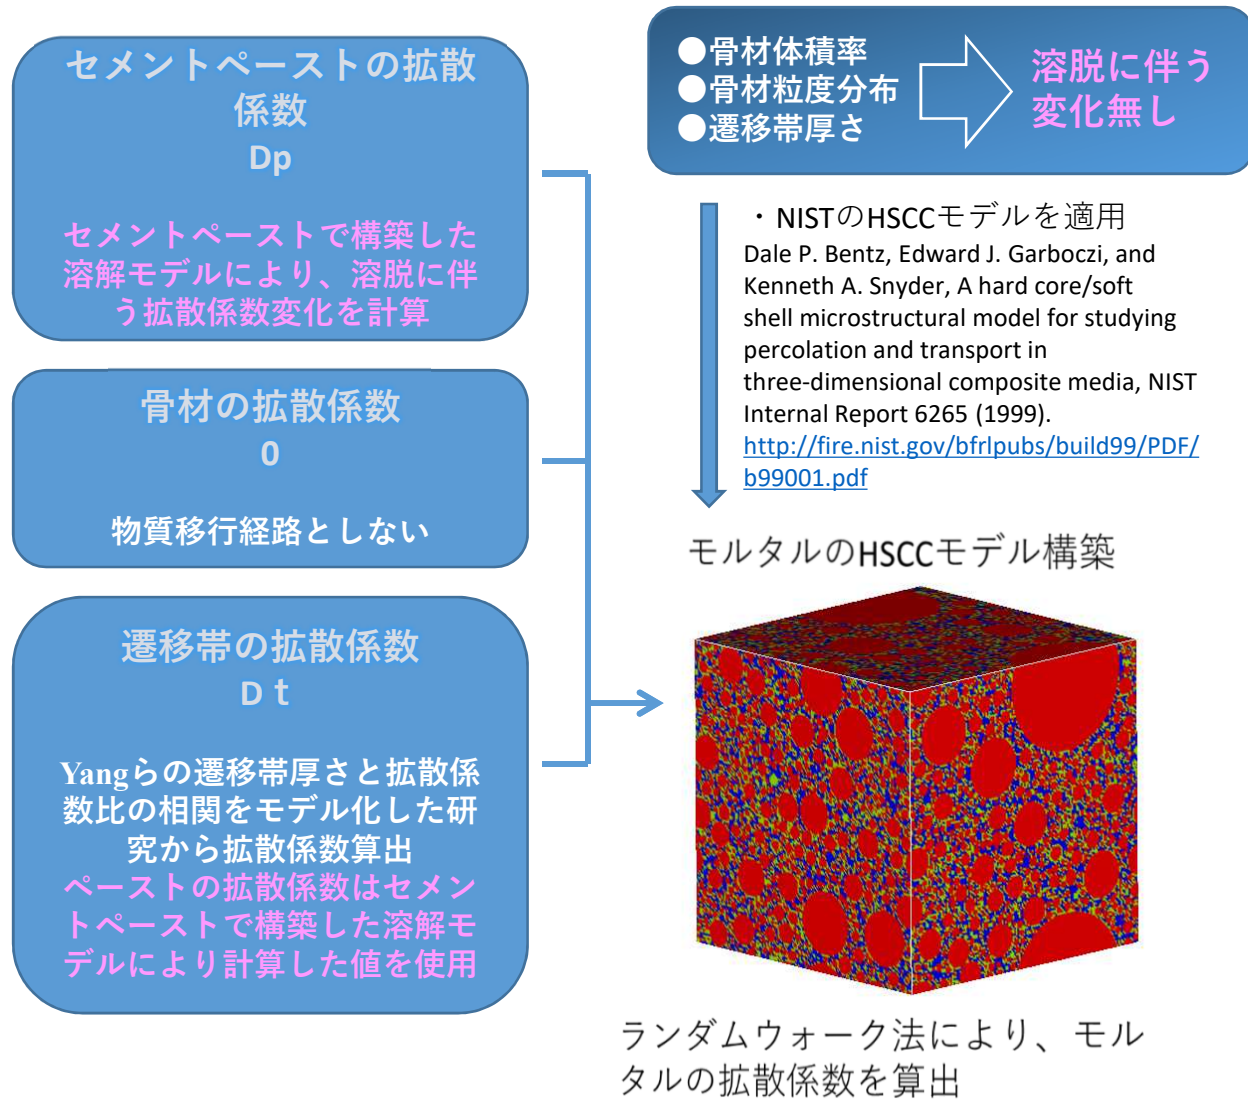 セメントペーストの拡散
係数
Dp
セメントペーストで構築した
溶解モデルにより、溶脱に伴
う拡散係数変化を計算
骨材の拡散係数
0
物質移行経路としない
遷移帯の拡散係数
Dｔ
Yangらの遷移帯厚さと拡散係
数比の相関をモデル化した研
究から拡散係数算出
ペーストの拡散係数はセメン
トペーストで構築した溶解モ
デルにより計算した値を使用
●骨材体積率
●骨材粒度分布
●遷移帯厚さ
溶脱に伴う
変化無し
・NISTのHSCCモデルを適用
Dale P. Bentz, Edward J. Garboczi, and
Kenneth A. Snyder, A hard core/soft
shell microstructural model for studying
percolation and transport in
three-dimensional composite media, NIST
Internal Report 6265 (1999).
http://fire.nist.gov/bfrlpubs/build99/PDF/
b99001.pdf
モルタルのHSCCモデル構築
ランダムウォーク法により、モル
タルの拡散係数を算出